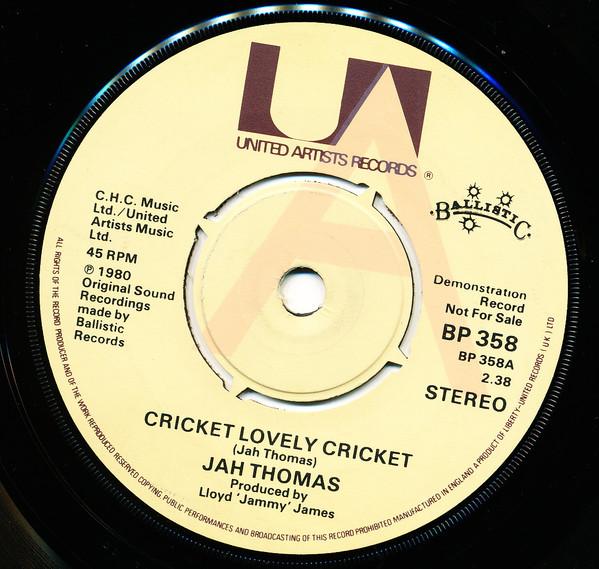 UA
UNITED ARTISTS RECORDS ®
BALLISTIC
C.H.C. Music
Ltd./United
Artists Music
Ltd.
45 RPM
℗ 1980
Original Sound
Recordings
made by
Ballistic
Records
Demonstration
Record
Not For Sale
BP 358
BP 358A
2.38
STEREO
A
CRICKET LOVELY CRICKET
(Jah Thomas)
JAH THOMAS
Produced by
Lloyd 'Jammy' James
ALL RIGHTS OF THE RECORD PRODUCER AND OF THE WORK REPRODUCED RESERVED COPYING PUBLIC PERFORMANCES AND BROADCASTING OF THIS RECORD PROHIBITED MANUFACTURED IN ENGLAND A PRODUCT OF LIBERTY-UNITED RECORDS (UK) LTD